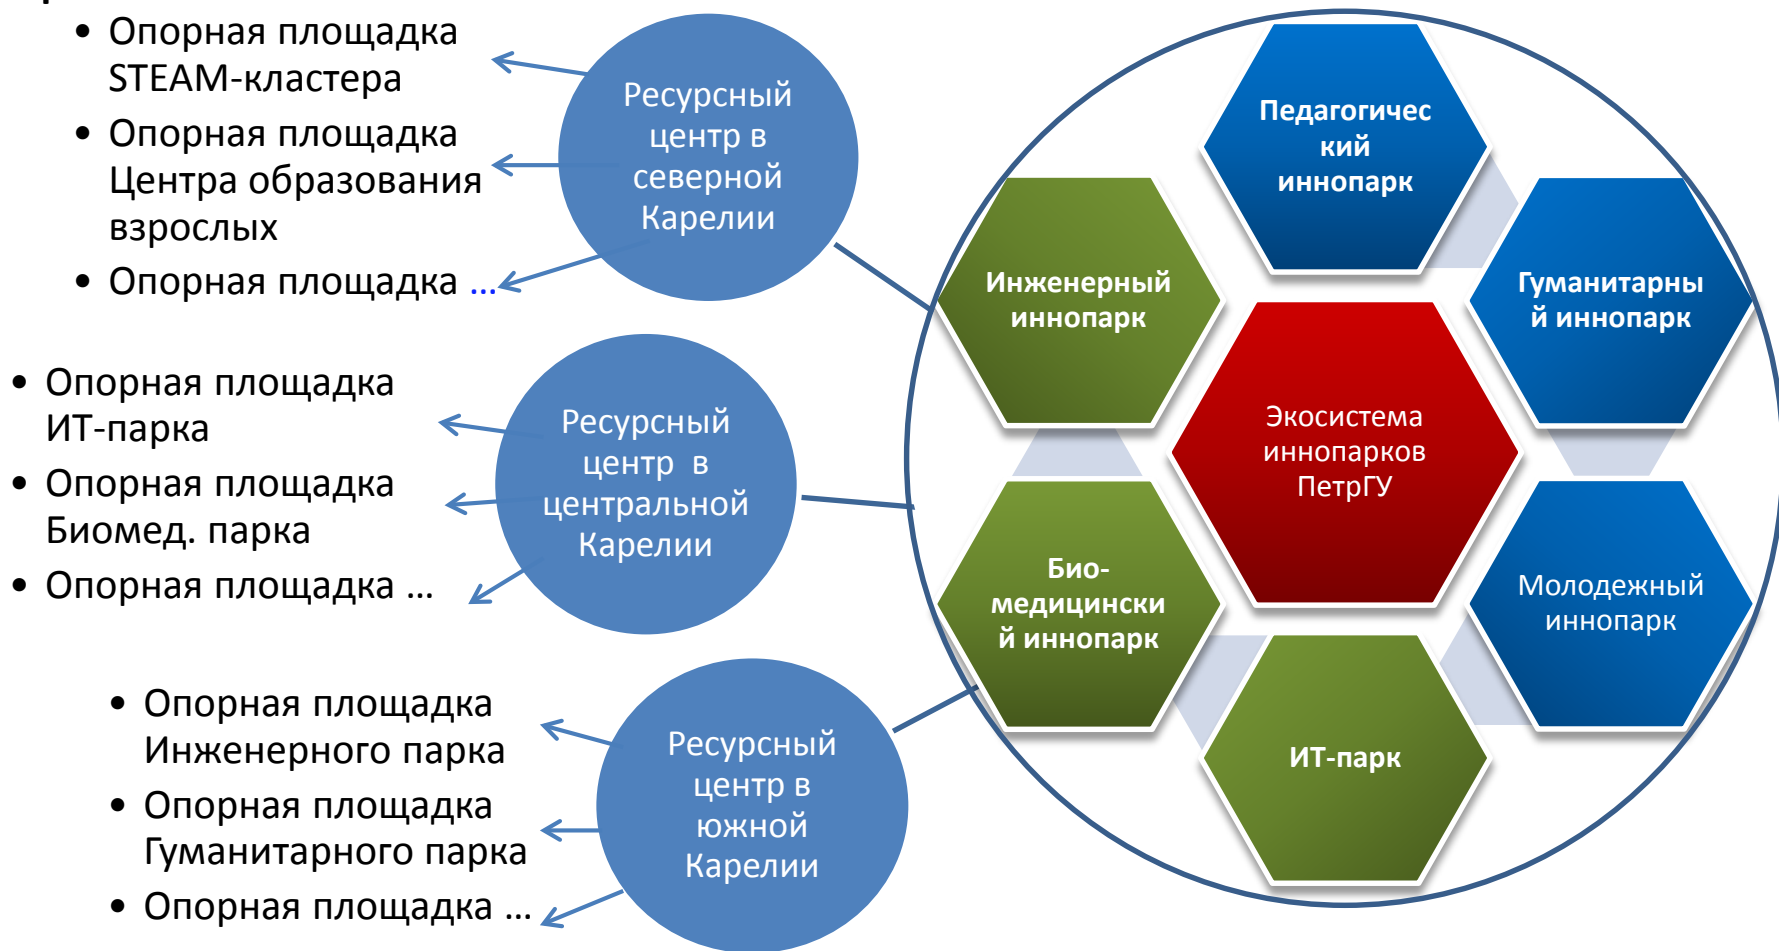 • Опорная площадка
STEAM-кластера
• Опорная площадка
Центра образования
взрослых
• Опорная площадка ...
Ресурсный
центр в
северной
Карелии
• Опорная площадка
ИТ-парка
• Опорная площадка
Биомед. парка
• Опорная площадка ...
Ресурсный
центр в
центральной
Карелии
• Опорная площадка
Инженерного парка
• Опорная площадка
Гуманитарного парка
• Опорная площадка ...
Ресурсный
центр в
южной
Карелии
Педагогичес
кий
иннопарк
Инженерный
иннопарк
Гуманитарны
й иннопарк
Экосистема
иннопарков
ПетрГУ
Био-
медицински
й иннопарк
Молодежный
иннопарк
ИТ-парк